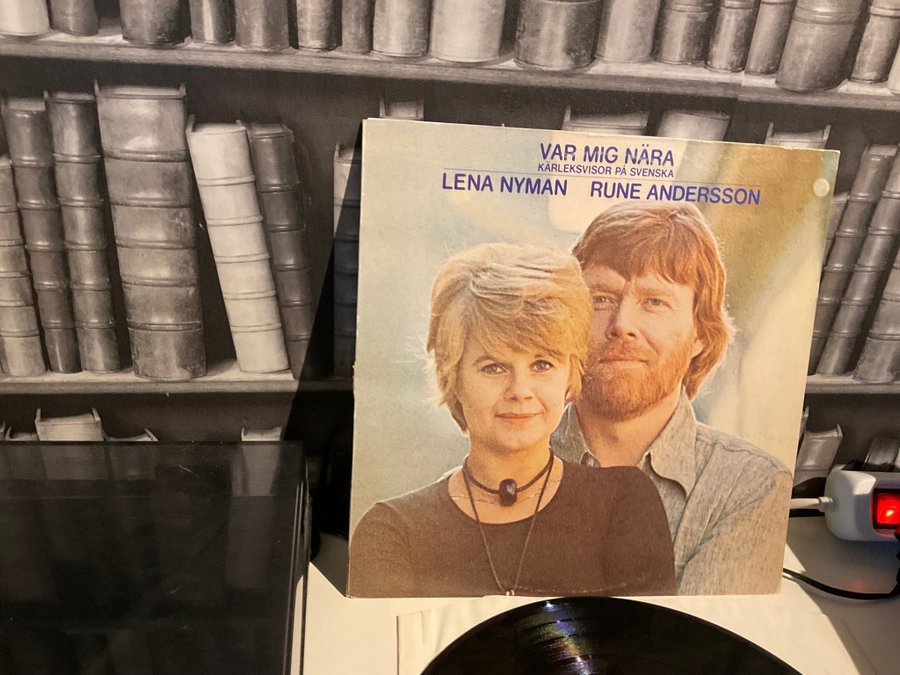 VAR MIG NÄRA
KÄRLEKSVISOR PÅ SVENSKA
LENA NYMAN RUNE ANDERSSON